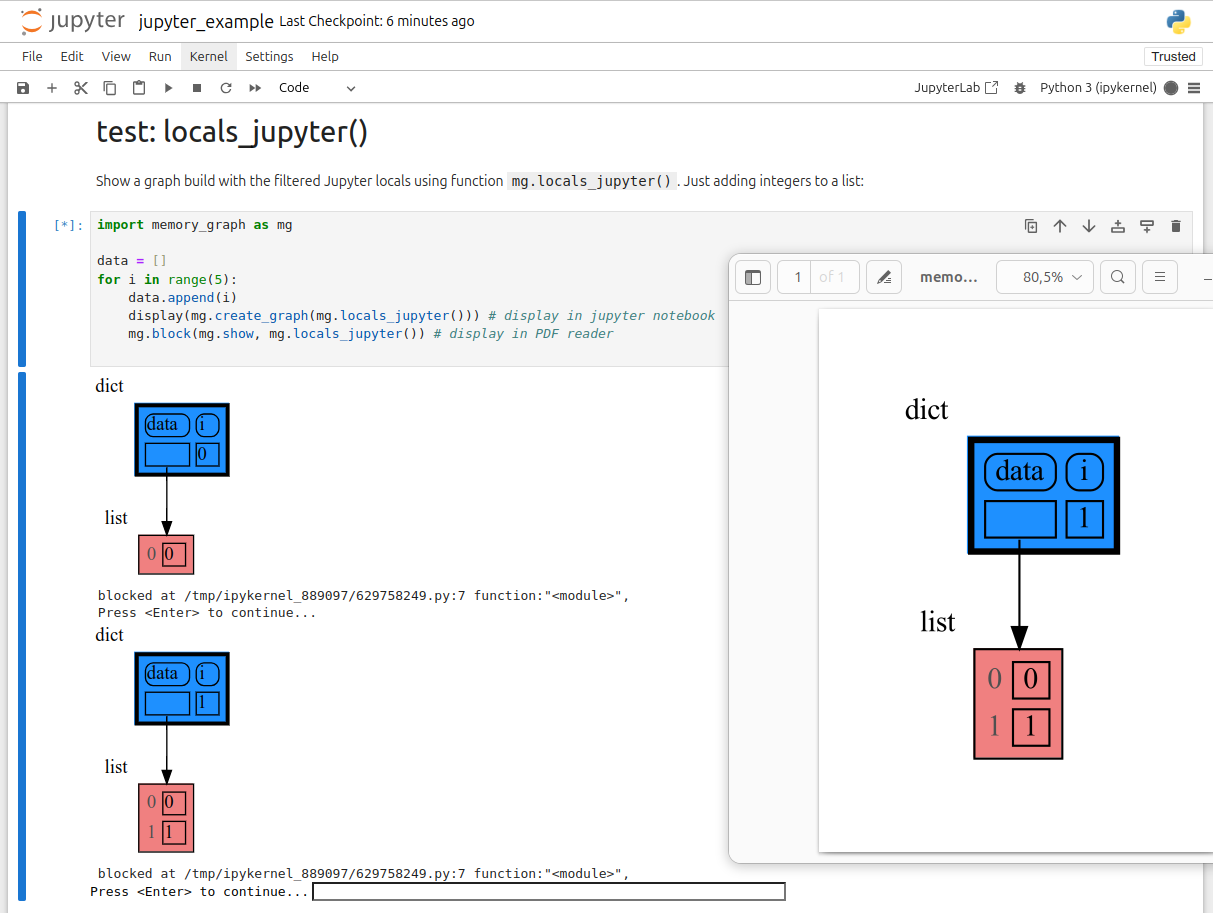 jupyter jupyter_example Last Checkpoint: 6 minutes ago
File Edit View Run Kernel Settings Help
Trusted
Code
JupyterLab
Python 3 (ipykernel)
test: locals_jupyter()
Show a graph build with the filtered Jupyter locals using function mg.locals_jupyter() . Just adding integers to a list:
[*]:
import memory_graph as mg
data = []
for i in range(5):
    data.append(i)
    display(mg.create_graph(mg.locals_jupyter())) # display in jupyter notebook
    mg.block(mg.show, mg.locals_jupyter()) # display in PDF reader
dict
data i
0
list
0 0
blocked at /tmp/ipykernel_889097/629758249.py:7 function:"<module>",
Press <Enter> to continue...
dict
data i
1
list
0 0
1 1
blocked at /tmp/ipykernel_889097/629758249.py:7 function:"<module>",
Press <Enter> to continue...
1 of 1 memo... 80,5%
dict
data i
1
list
0 0
1 1